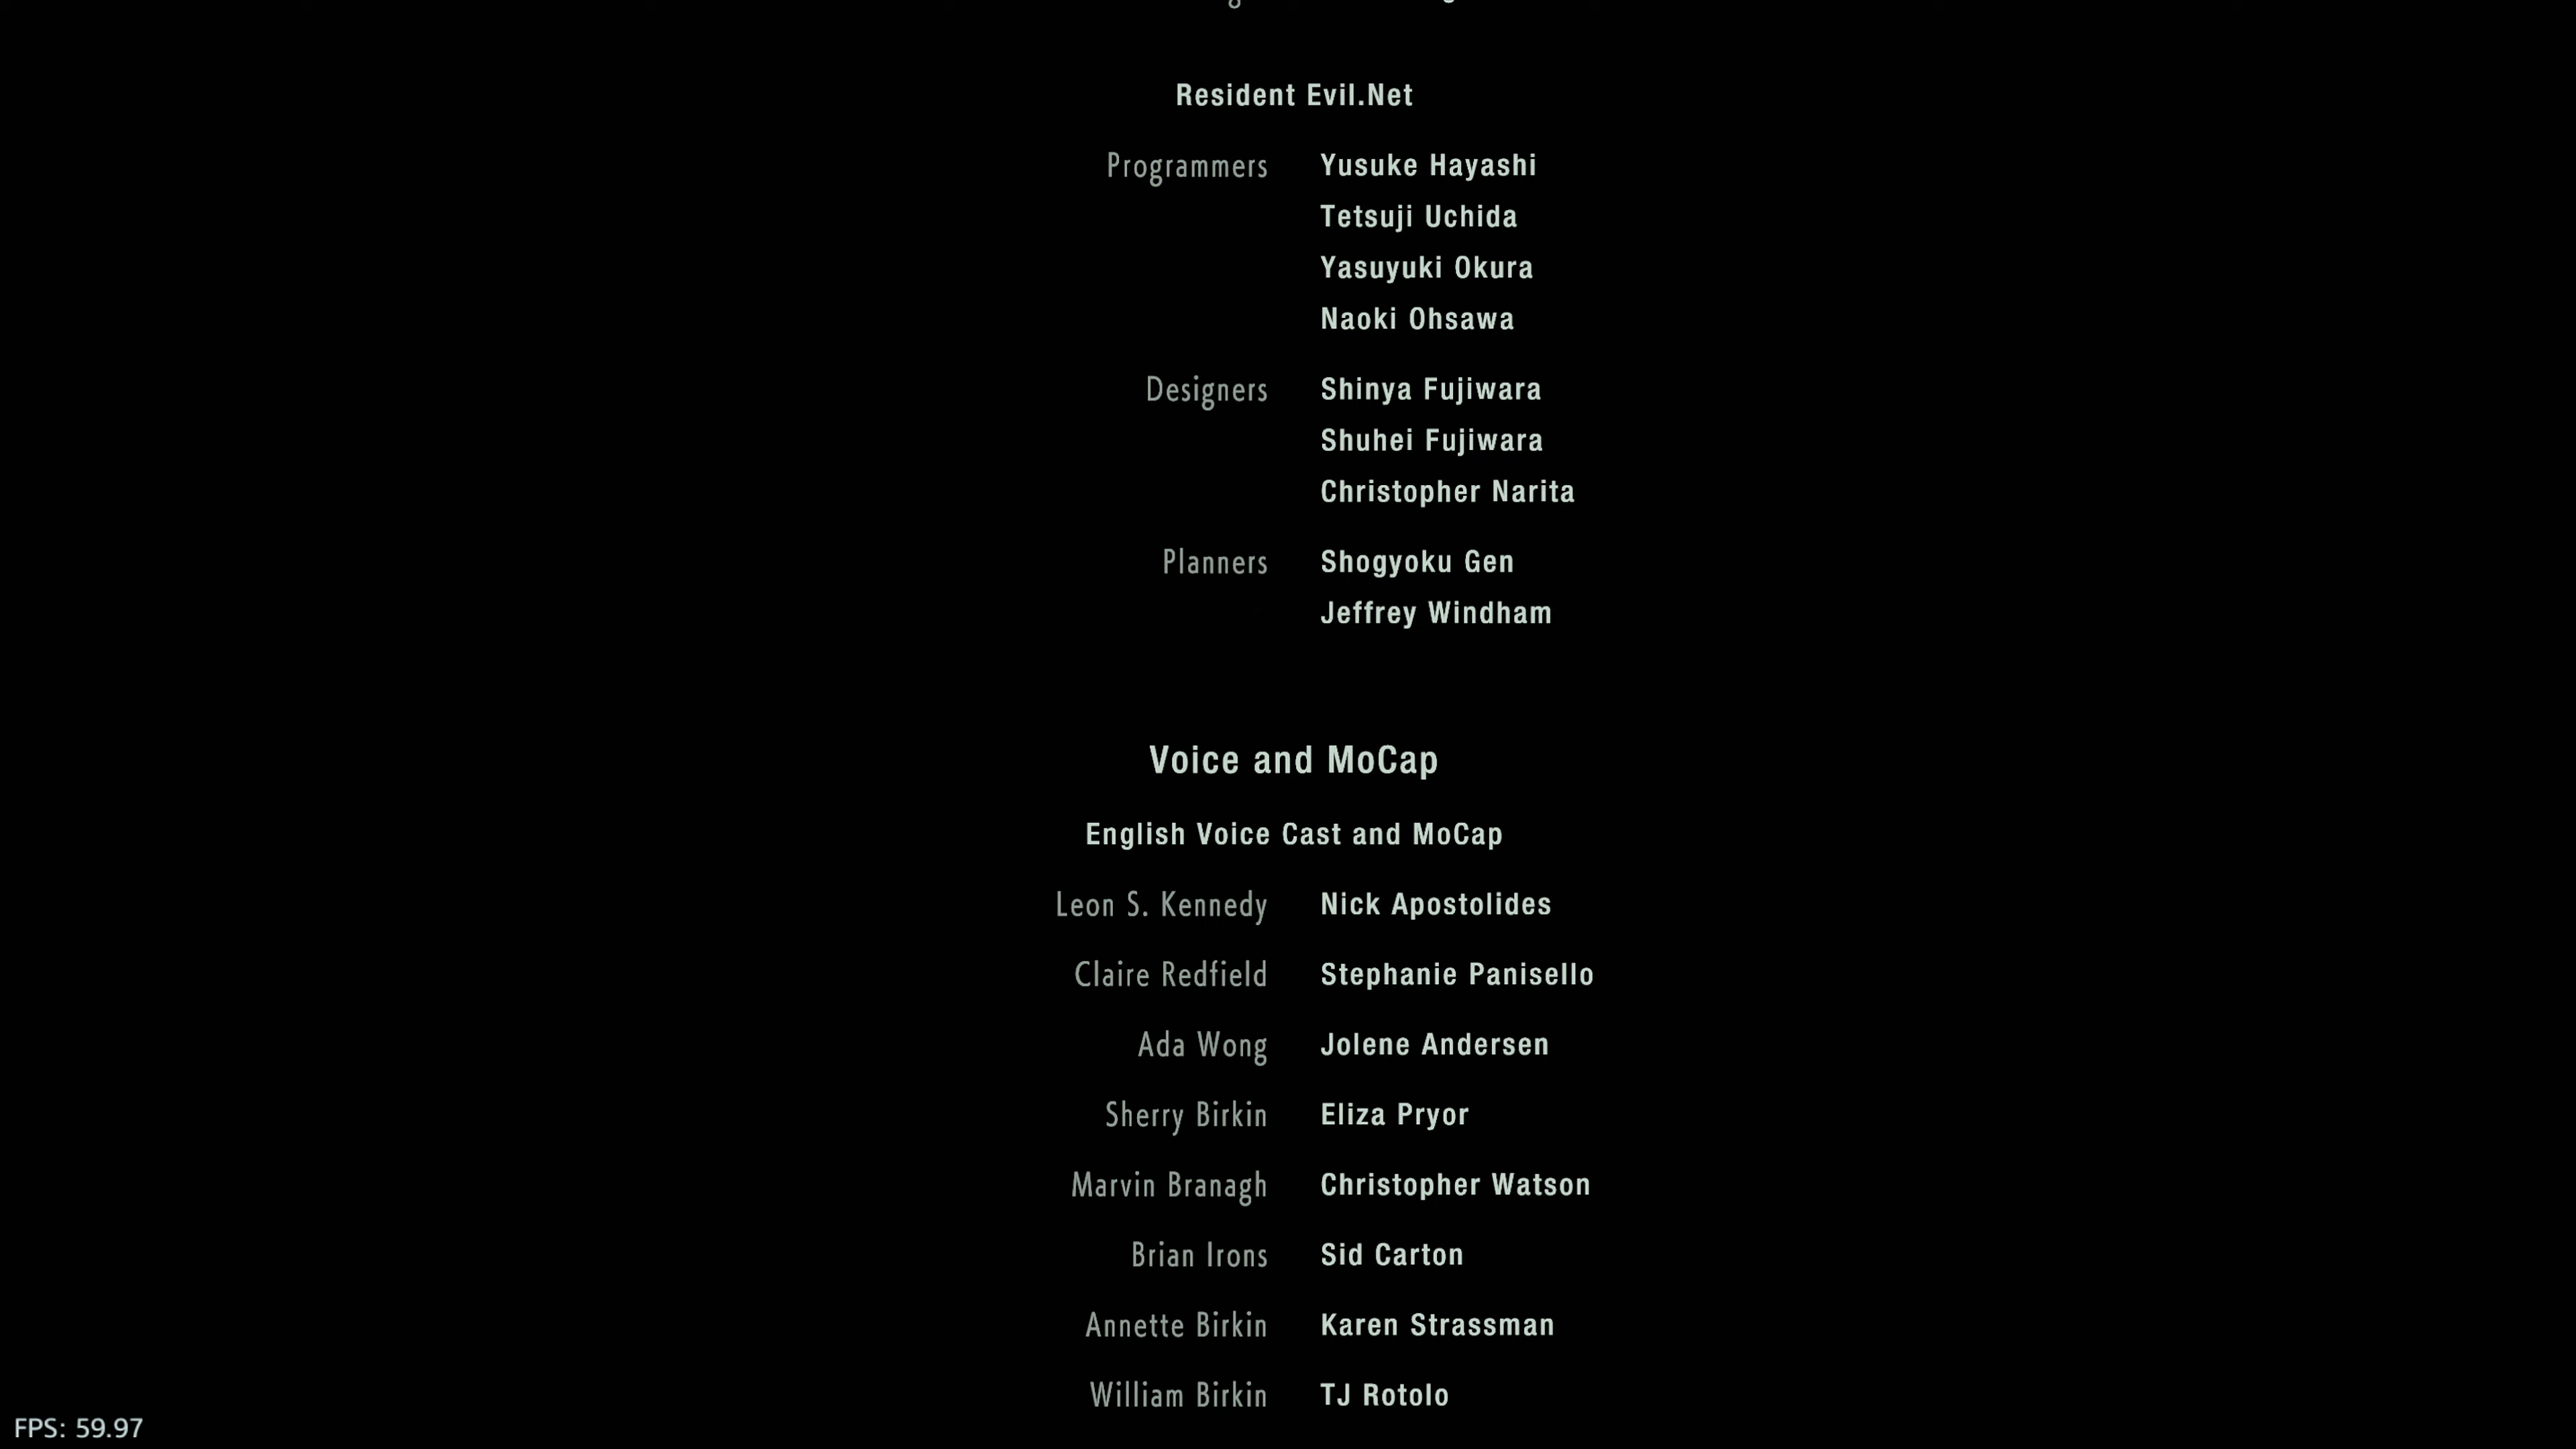 Resident Evil.Net
Programmers Yusuke Hayashi
Tetsuji Uchida
Yasuyuki Okura
Naoki Ohsawa
Designers Shinya Fujiwara
Shuhei Fujiwara
Christopher Narita
Planners Shogyoku Gen
Jeffrey Windham
Voice and MoCap
English Voice Cast and MoCap
Leon S. Kennedy Nick Apostolides
Claire Redfield Stephanie Panisello
Ada Wong Jolene Andersen
Sherry Birkin Eliza Pryor
Marvin Branagh Christopher Watson
Brian Irons Sid Carton
Annette Birkin Karen Strassman
William Birkin TJ Rotolo
FPS: 59.97